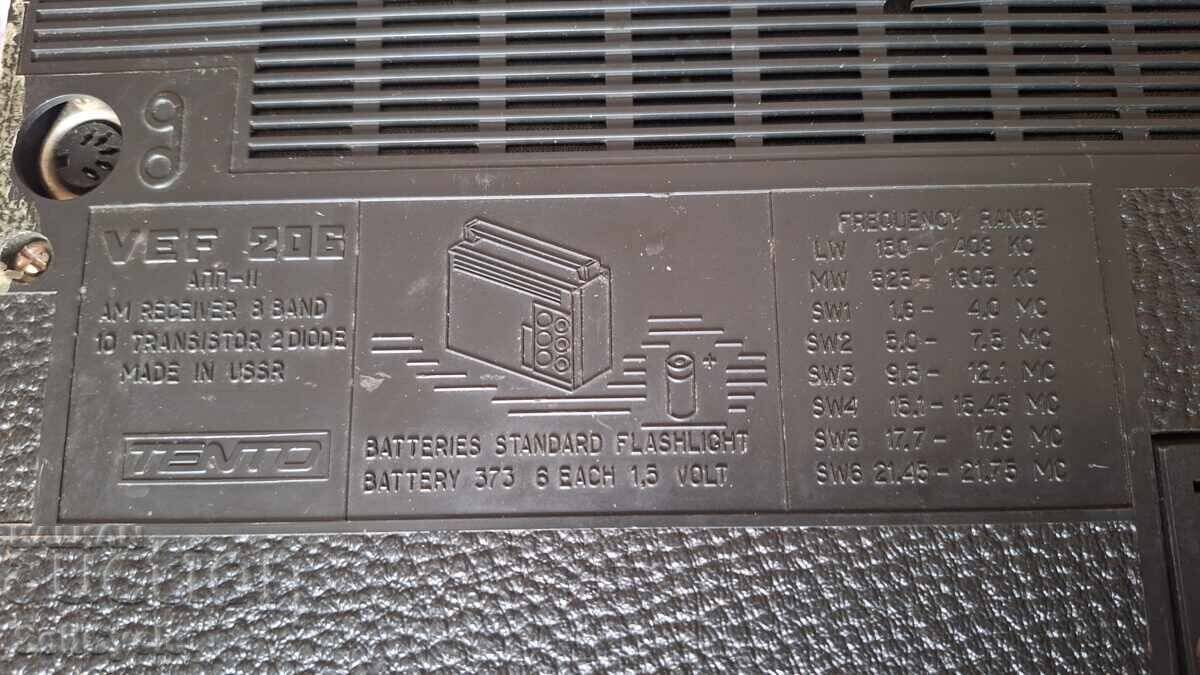 VEF 206
АПП-II
AM RECEIVER 8 BAND
10 TRANSISTOR 2 DIODE
MADE IN USSR
TENTO
+
BATTERIES STANDARD FLASHLIGHT
BATTERY 373 6 EACH 1,5 VOLT
FREQUENCY RANGE
LW 150 - 408 KC
MW 525 - 1605 KC
SW1 1,6 - 4,0 MC
SW2 5,0 - 7,5 MC
SW3 9,3 - 12,1 MC
SW4 15,1 - 15,45 MC
SW5 17,7 - 17,9 MC
SW6 21,45 - 21,75 MC